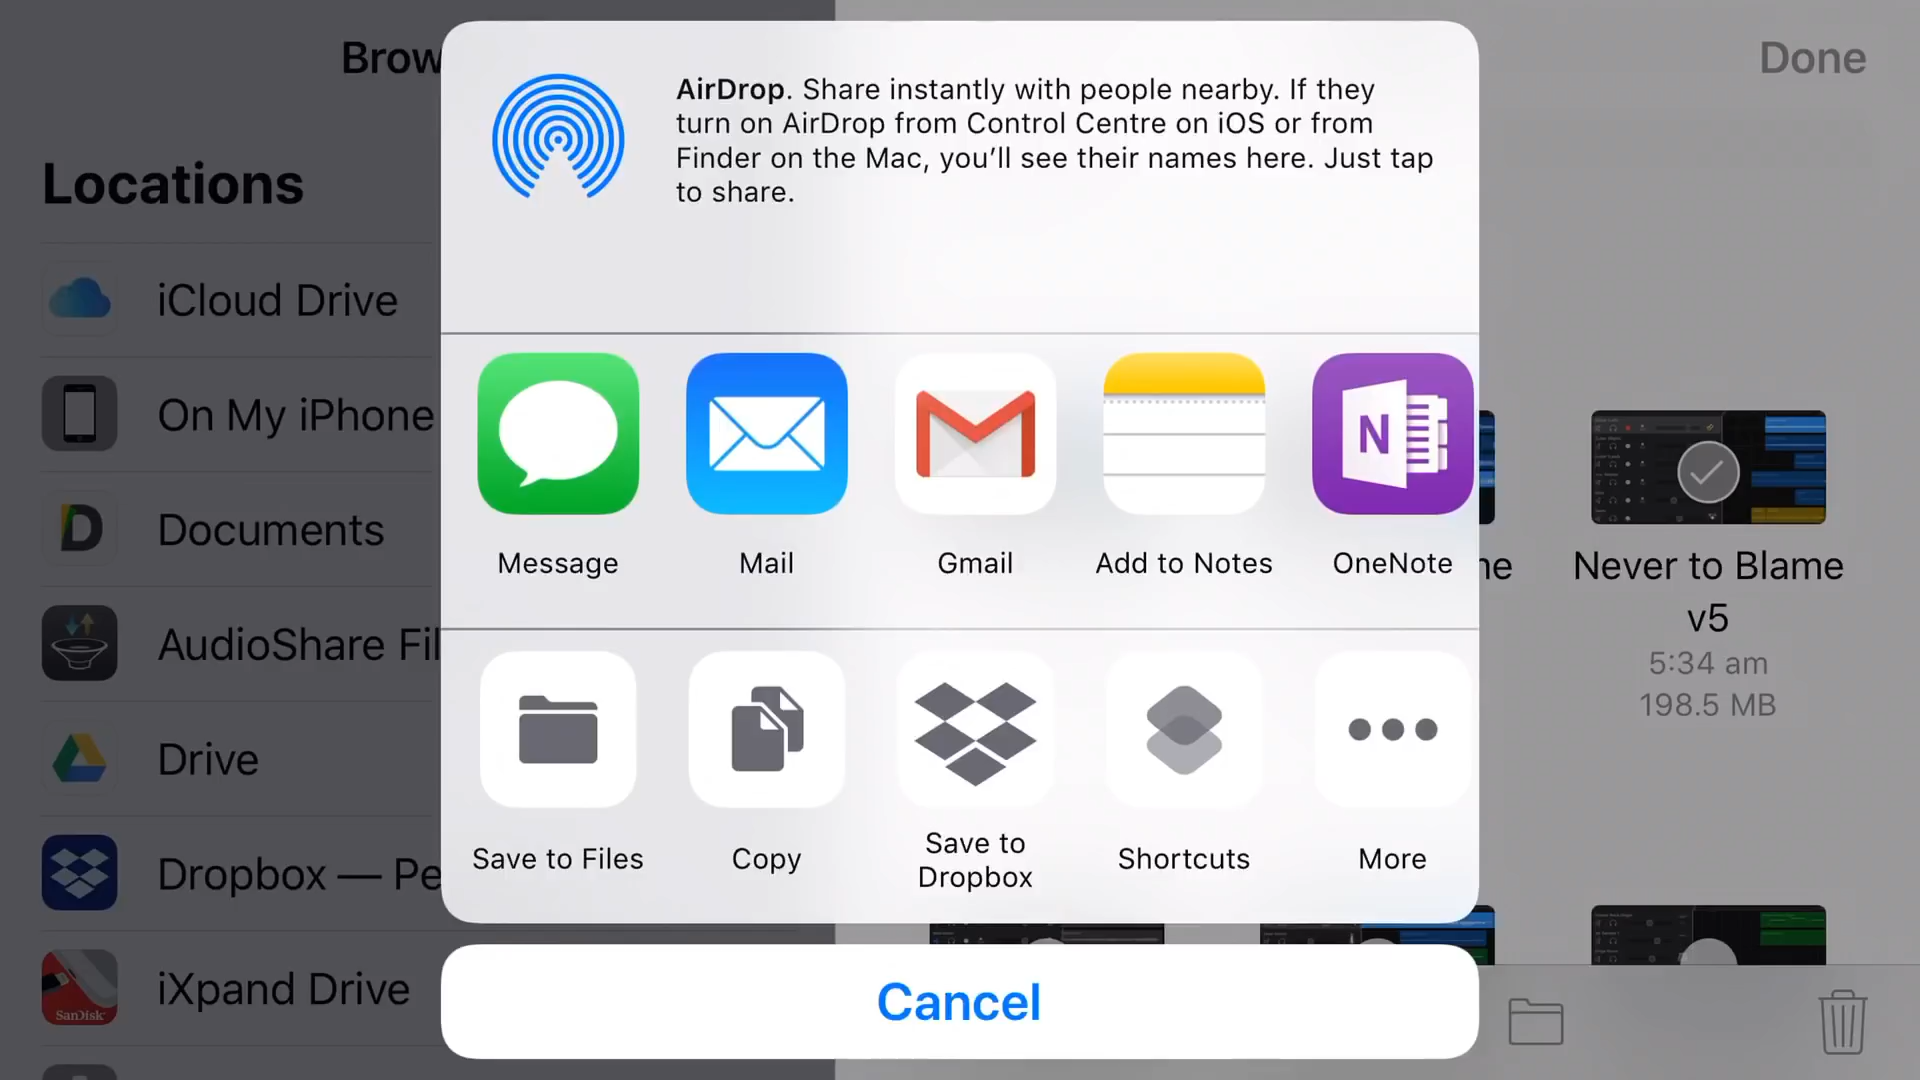 Brow
Done
AirDrop. Share instantly with people nearby. If they
turn on AirDrop from Control Centre on iOS or from
Finder on the Mac, you’ll see their names here. Just tap
to share.
Locations
iCloud Drive
On My iPhone
Documents
AudioShare Fil
Drive
Dropbox — Pe
iXpand Drive
SanDisk
Message
Mail
Gmail
Add to Notes
N
OneNote
ne
Never to Blame
v5
5:34 am
198.5 MB
Save to Files
Copy
Save to
Dropbox
Shortcuts
More
Cancel